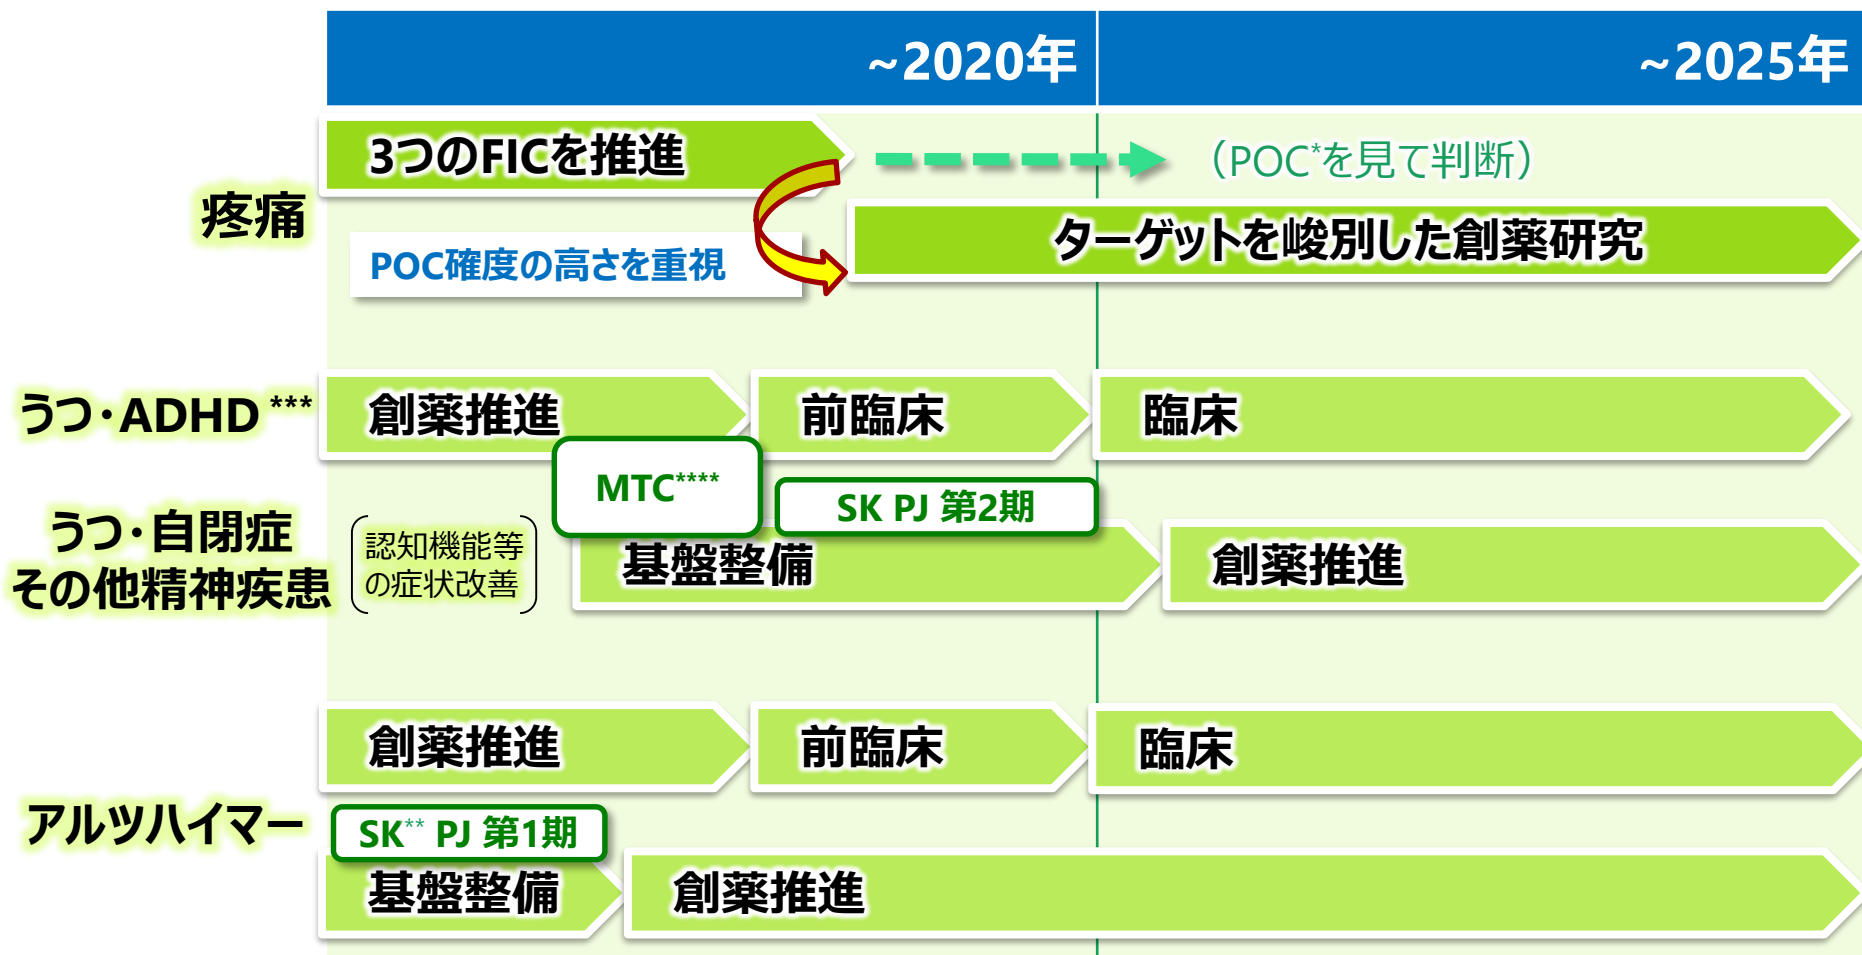 ~2020年
~2025年
疼痛
3つのFICを推進
（POC*を見て判断）
POC確度の高さを重視
ターゲットを峻別した創薬研究
うつ・ADHD ***
創薬推進
前臨床
臨床
MTC****
SK PJ 第2期
うつ・自閉症
その他精神疾患
認知機能等
の症状改善
基盤整備
創薬推進
アルツハイマー
創薬推進
前臨床
臨床
SK** PJ 第1期
基盤整備
創薬推進